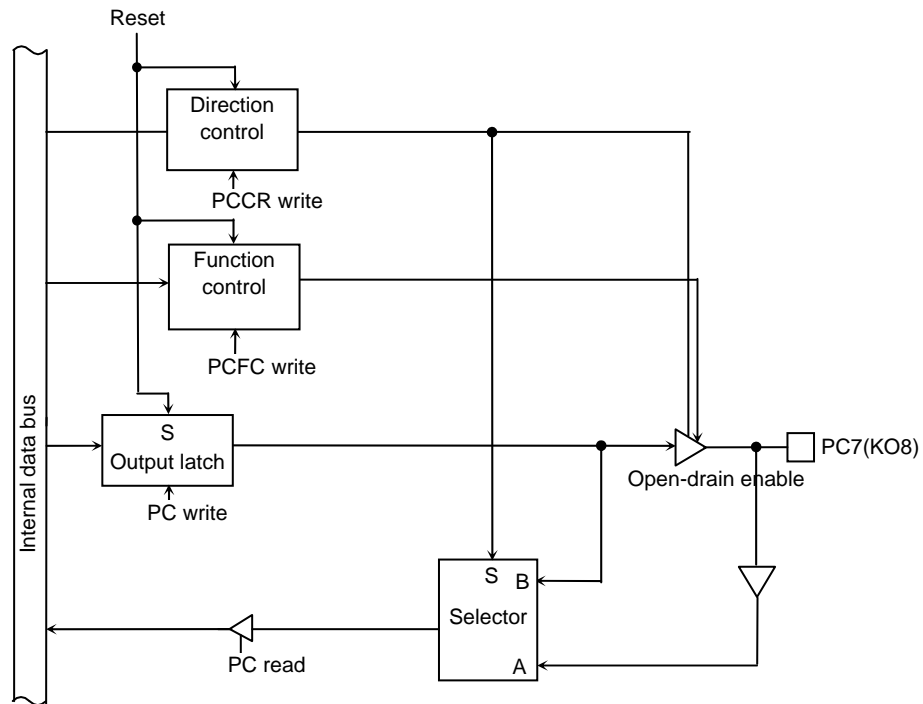 Reset
Direction
control
PCCR write
Function
control
PCFC write
Internal data bus
S
Output latch
PC write
PC7(KO8)
Open-drain enable
S
B
Selector
A
PC read